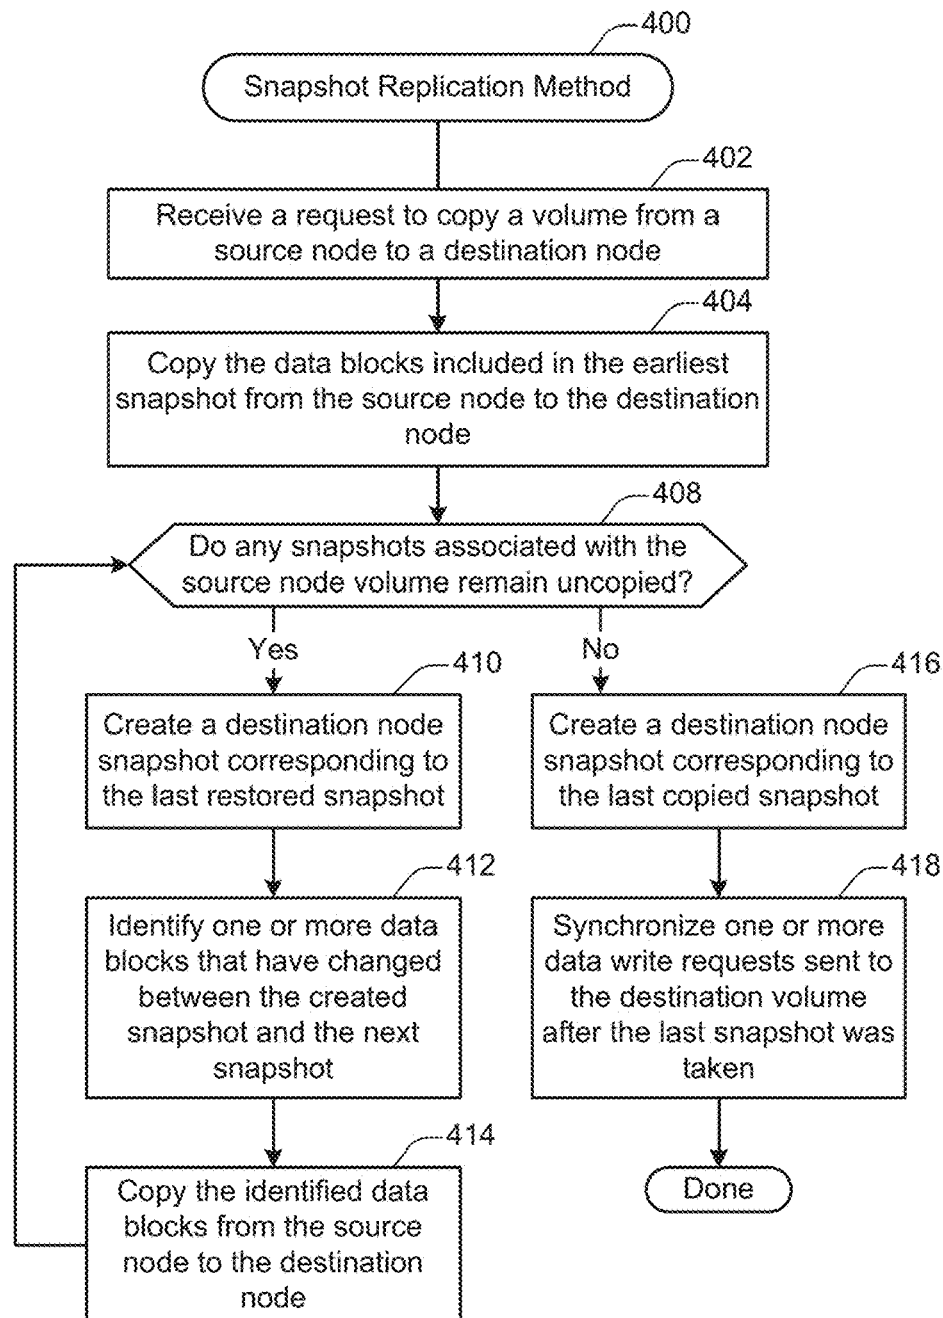 400
Snapshot Replication Method
402
Receive a request to copy a volume from a
source node to a destination node
404
Copy the data blocks included in the earliest
snapshot from the source node to the destination
node
408
Do any snapshots associated with the
source node volume remain uncopied?
Yes
No
410
Create a destination node
snapshot corresponding to
the last restored snapshot
416
Create a destination node
snapshot corresponding to
the last copied snapshot
412
Identify one or more data
blocks that have changed
between the created
snapshot and the next
snapshot
418
Synchronize one or more
data write requests sent to
the destination volume
after the last snapshot was
taken
414
Copy the identified data
blocks from the source
node to the destination
node
Done